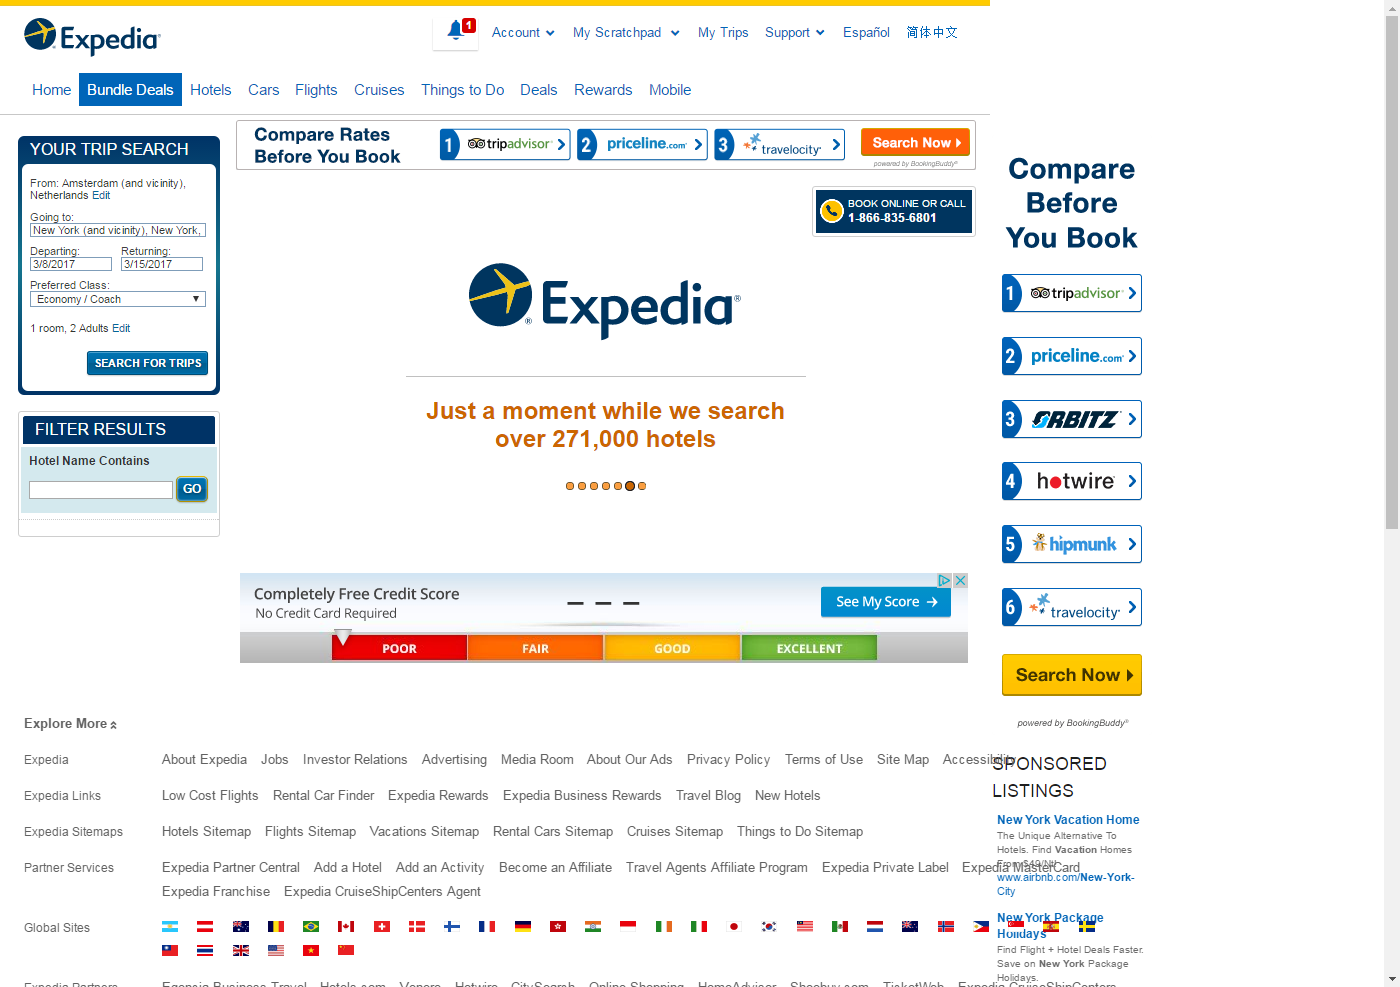 Expedia
1
Account
My Scratchpad
My Trips
Support
Español
简体中文
Home
Bundle Deals
Hotels
Cars
Flights
Cruises
Things to Do
Deals
Rewards
Mobile
YOUR TRIP SEARCH
From: Amsterdam (and vicinity),
Netherlands Edit
Going to:
New York (and vicinity), New York,
Departing: Returning:
3/8/2017 3/15/2017
Preferred Class:
Economy / Coach
1 room, 2 Adults Edit
SEARCH FOR TRIPS
FILTER RESULTS
Hotel Name Contains
GO
Compare Rates
Before You Book
1 tripadvisor
2 priceline.com
3 travelocity
Search Now
powered by BookingBuddy
BOOK ONLINE OR CALL
1-866-835-6801
Expedia
Just a moment while we search
over 271,000 hotels
Completely Free Credit Score
No Credit Card Required
See My Score
POOR FAIR GOOD EXCELLENT
Compare
Before
You Book
1 tripadvisor
2 priceline.com
3 ORBITZ
4 hotwire
5 hipmunk
6 travelocity
Search Now
powered by BookingBuddy
SPONSORED
LISTINGS
New York Vacation Home
The Unique Alternative To
Hotels. Find Vacation Homes
From $49/Nt!
www.airbnb.com/New-York-
City
New York Package
Holidays
Find Flight + Hotel Deals Faster.
Save on New York Package
Holidays.
Explore More
Expedia About Expedia Jobs Investor Relations Advertising Media Room About Our Ads Privacy Policy Terms of Use Site Map Accessibility
Expedia Links Low Cost Flights Rental Car Finder Expedia Rewards Expedia Business Rewards Travel Blog New Hotels
Expedia Sitemaps Hotels Sitemap Flights Sitemap Vacations Sitemap Rental Cars Sitemap Cruises Sitemap Things to Do Sitemap
Partner Services Expedia Partner Central Add a Hotel Add an Activity Become an Affiliate Travel Agents Affiliate Program Expedia Private Label Expedia MasterCard
Expedia Franchise Expedia CruiseShipCenters Agent
Global Sites
Expedia Partners Egencia Business Travel Hotels.com Venere Hotwire CitySearch Online Shopping HomeAdvisor Shoebuy.com TicketWeb Expedia CruiseShipCenters